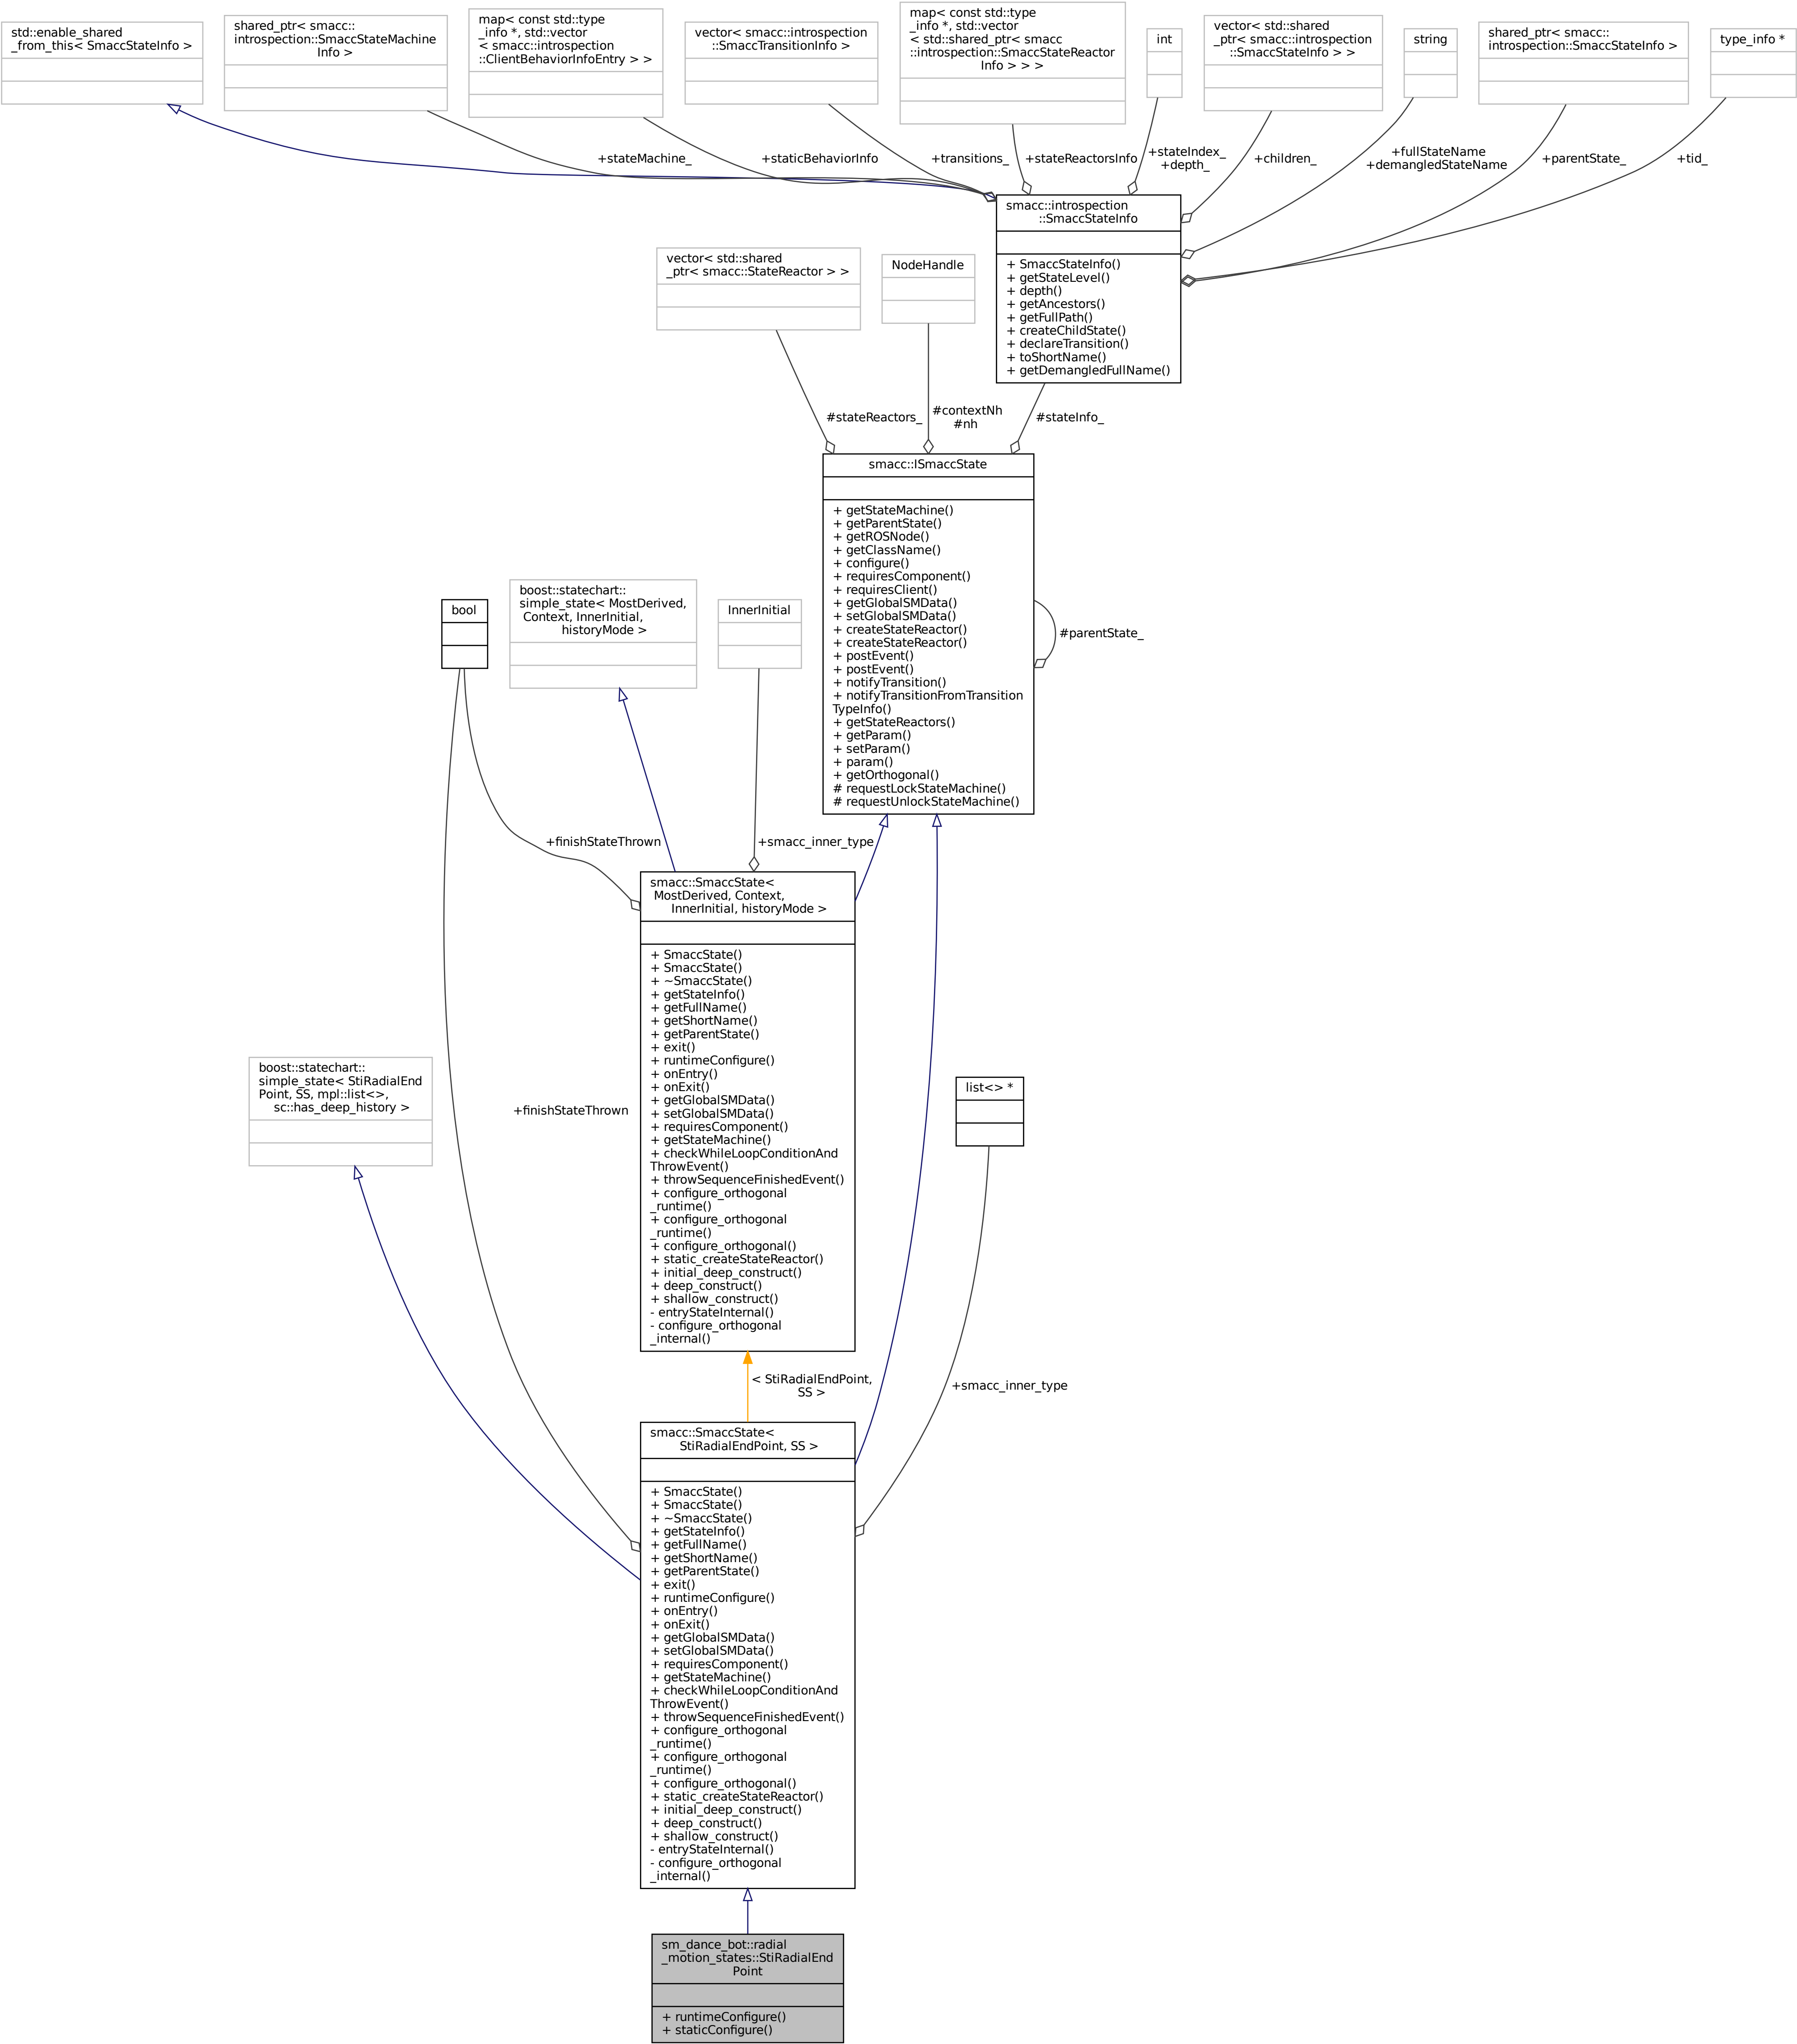 std::enable_shared
_from_this< SmaccStateInfo >
shared_ptr< smacc::
introspection::SmaccStateMachine
Info >
map< const std::type
_info *, std::vector
< smacc::introspection
::ClientBehaviorInfoEntry > >
vector< smacc::introspection
::SmaccTransitionInfo >
map< const std::type
_info *, std::vector
< std::shared_ptr< smacc
::introspection::SmaccStateReactor
Info > > >
int
vector< std::shared
_ptr< smacc::introspection
::SmaccStateInfo > >
string
shared_ptr< smacc::
introspection::SmaccStateInfo >
type_info *
+stateMachine_
+staticBehaviorInfo
+transitions_
+stateReactorsInfo
+stateIndex_
+depth_
+children_
+fullStateName
+demangledStateName
+parentState_
+tid_
smacc::introspection
::SmaccStateInfo
+ SmaccStateInfo()
+ getStateLevel()
+ depth()
+ getAncestors()
+ getFullPath()
+ createChildState()
+ declareTransition()
+ toShortName()
+ getDemangledFullName()
vector< std::shared
_ptr< smacc::StateReactor > >
NodeHandle
#stateReactors_
#contextNh
#nh
#stateInfo_
smacc::ISmaccState
+ getStateMachine()
+ getParentState()
+ getROSNode()
+ getClassName()
+ configure()
+ requiresComponent()
+ requiresClient()
+ getGlobalSMData()
+ setGlobalSMData()
+ createStateReactor()
+ createStateReactor()
+ postEvent()
+ postEvent()
+ notifyTransition()
+ notifyTransitionFromTransition
TypeInfo()
+ getStateReactors()
+ getParam()
+ setParam()
+ param()
+ getOrthogonal()
# requestLockStateMachine()
# requestUnlockStateMachine()
#parentState_
bool
boost::statechart::
simple_state< MostDerived,
Context, InnerInitial,
historyMode >
InnerInitial
+finishStateThrown
+smacc_inner_type
smacc::SmaccState<
MostDerived, Context,
InnerInitial, historyMode >
+ SmaccState()
+ SmaccState()
+ ~SmaccState()
+ getStateInfo()
+ getFullName()
+ getShortName()
+ getParentState()
+ exit()
+ runtimeConfigure()
+ onEntry()
+ onExit()
+ getGlobalSMData()
+ setGlobalSMData()
+ requiresComponent()
+ getStateMachine()
+ checkWhileLoopConditionAnd
ThrowEvent()
+ throwSequenceFinishedEvent()
+ configure_orthogonal
_runtime()
+ configure_orthogonal
_runtime()
+ configure_orthogonal()
+ static_createStateReactor()
+ initial_deep_construct()
+ deep_construct()
+ shallow_construct()
- entryStateInternal()
- configure_orthogonal
_internal()
boost::statechart::
simple_state< StiRadialEnd
Point, SS, mpl::list<>,
sc::has_deep_history >
+finishStateThrown
list<> *
< StiRadialEndPoint,
SS >
+smacc_inner_type
smacc::SmaccState<
StiRadialEndPoint, SS >
+ SmaccState()
+ SmaccState()
+ ~SmaccState()
+ getStateInfo()
+ getFullName()
+ getShortName()
+ getParentState()
+ exit()
+ runtimeConfigure()
+ onEntry()
+ onExit()
+ getGlobalSMData()
+ setGlobalSMData()
+ requiresComponent()
+ getStateMachine()
+ checkWhileLoopConditionAnd
ThrowEvent()
+ throwSequenceFinishedEvent()
+ configure_orthogonal
_runtime()
+ configure_orthogonal
_runtime()
+ configure_orthogonal()
+ static_createStateReactor()
+ initial_deep_construct()
+ deep_construct()
+ shallow_construct()
- entryStateInternal()
- configure_orthogonal
_internal()
sm_dance_bot::radial
_motion_states::StiRadialEnd
Point
+ runtimeConfigure()
+ staticConfigure()